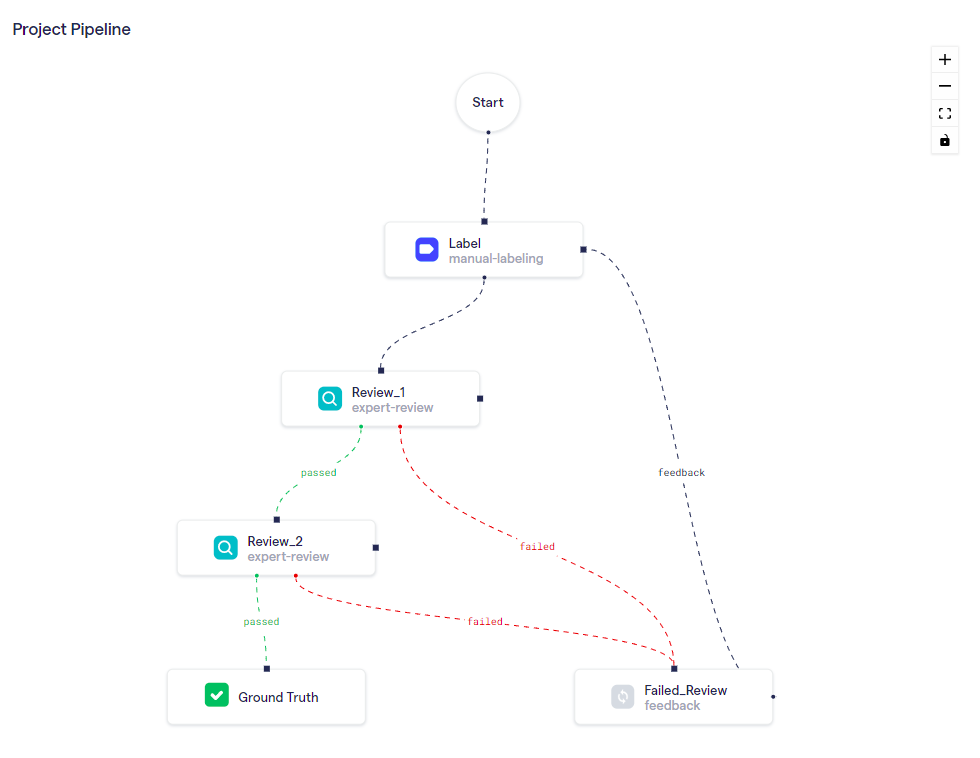 Project Pipeline
Start
Label
manual-labeling
Review_1
expert-review
passed
feedback
Review_2
expert-review
failed
passed
failed
Ground Truth
Failed_Review
feedback